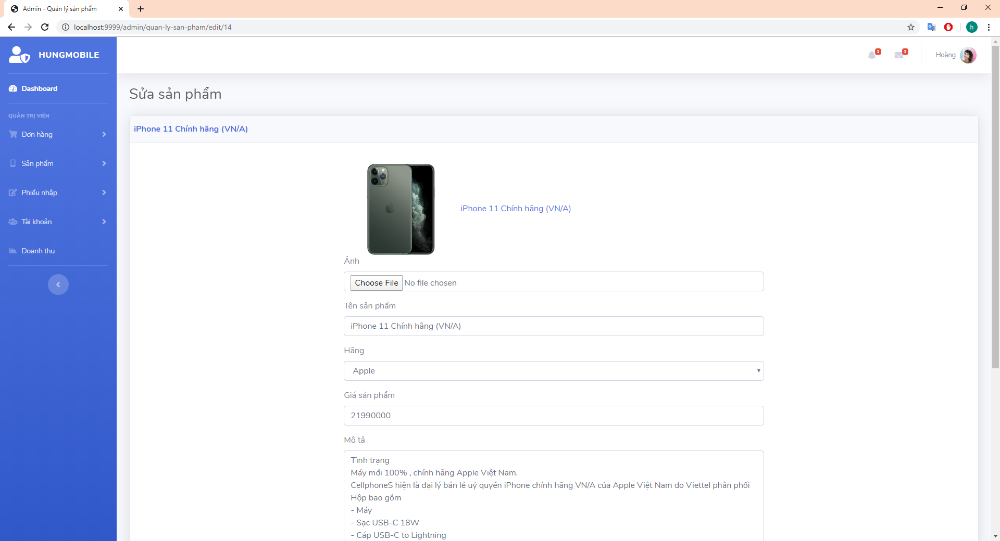 Admin - Quản lý sản phẩm
localhost:9999/admin/quan-ly-san-pham/edit/14
h
HUNGMOBILE
1
3
Hoàng
Dashboard
QUẢN TRỊ VIÊN
Đơn hàng
Sản phẩm
Phiếu nhập
Tài khoản
Doanh thu
Sửa sản phẩm
iPhone 11 Chính hãng (VN/A)
iPhone 11 Chính hãng (VN/A)
Ảnh
Choose File No file chosen
Tên sản phẩm
iPhone 11 Chính hãng (VN/A)
Hãng
Apple
Giá sản phẩm
21990000
Mô tả
Tình trạng
Máy mới 100% , chính hãng Apple Việt Nam.
CellphoneS hiện là đại lý bán lẻ uỷ quyền iPhone chính hãng VN/A của Apple Việt Nam do Viettel phân phối
Hộp bao gồm
- Máy
- Sạc USB-C 18W
- Cáp USB-C to Lightning